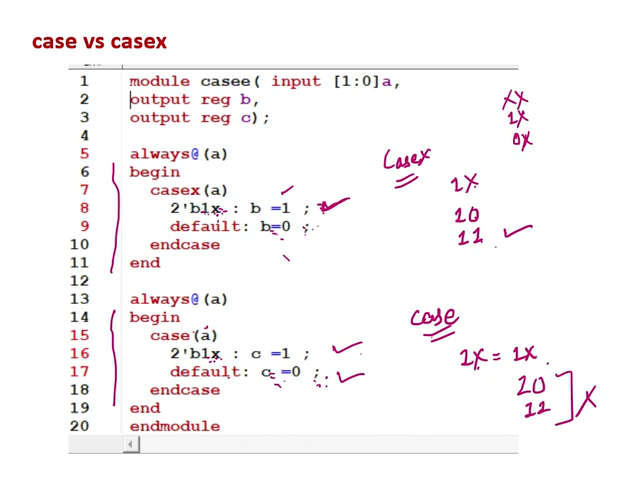 case vs casex
1 module casee( input [1:0]a,
2 output reg b,
3 output reg c);
4
5 always@(a)
6 begin
7 casex(a)
8 2'b1x : b =1 ;
9 default: b=0 ;
10 endcase
11 end
12
13 always@(a)
14 begin
15 case(a)
16 2'b1x : c =1 ;
17 default: c =0 ;
18 endcase
19 end
20 endmodule
XX
1X
0X
Casex
1X
10
11
case
1X = 1X
10
11
X